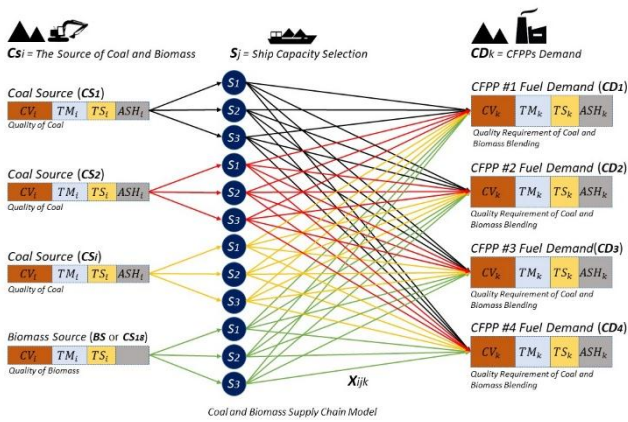 CSi = The Source of Coal and Biomass
Sj = Ship Capacity Selection
CDk = CFPPs Demand
Coal Source (CS1)
CVi TMi TSi ASHi
Quality of Coal
Coal Source (CS2)
CVi TMi TSi ASHi
Quality of Coal
Coal Source (CSi)
CVi TMi TSi ASHi
Quality of Coal
Biomass Source (BS or CS18)
CVi TMi TSi
Quality of Biomass
S1
S2
S3
S1
S2
S3
S1
S2
S3
S1
S2
S3
Xijk
Coal and Biomass Supply Chain Model
CFPP #1 Fuel Demand (CD1)
CVk TMk TSk ASHk
Quality Requirement of Coal and
Biomass Blending
CFPP #2 Fuel Demand (CD2)
CVk TMk TSk ASHk
Quality Requirement of Coal and
Biomass Blending
CFPP #3 Fuel Demand(CD3)
CVk TMk TSk ASHk
Quality Requirement of Coal and
Biomass Blending
CFPP #4 Fuel Demand (CD4)
CVk TMk TSk ASHk
Quality Requirement of Coal and
Biomass Blending